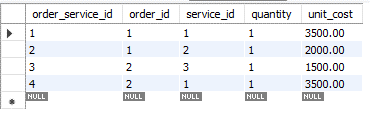 order_service_id order_id service_id quantity unit_cost
1 1 1 1 3500.00
2 1 2 1 2000.00
3 2 3 1 1500.00
4 2 1 1 3500.00
NULL NULL NULL NULL NULL